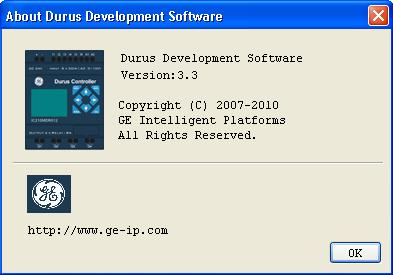 About Durus Development Software
Durus Development Software
Version:3.3
Durus Controller
Copyright (C) 2007-2010
GE Intelligent Platforms
All Rights Reserved.
GE
http://www.ge-ip.com
OK